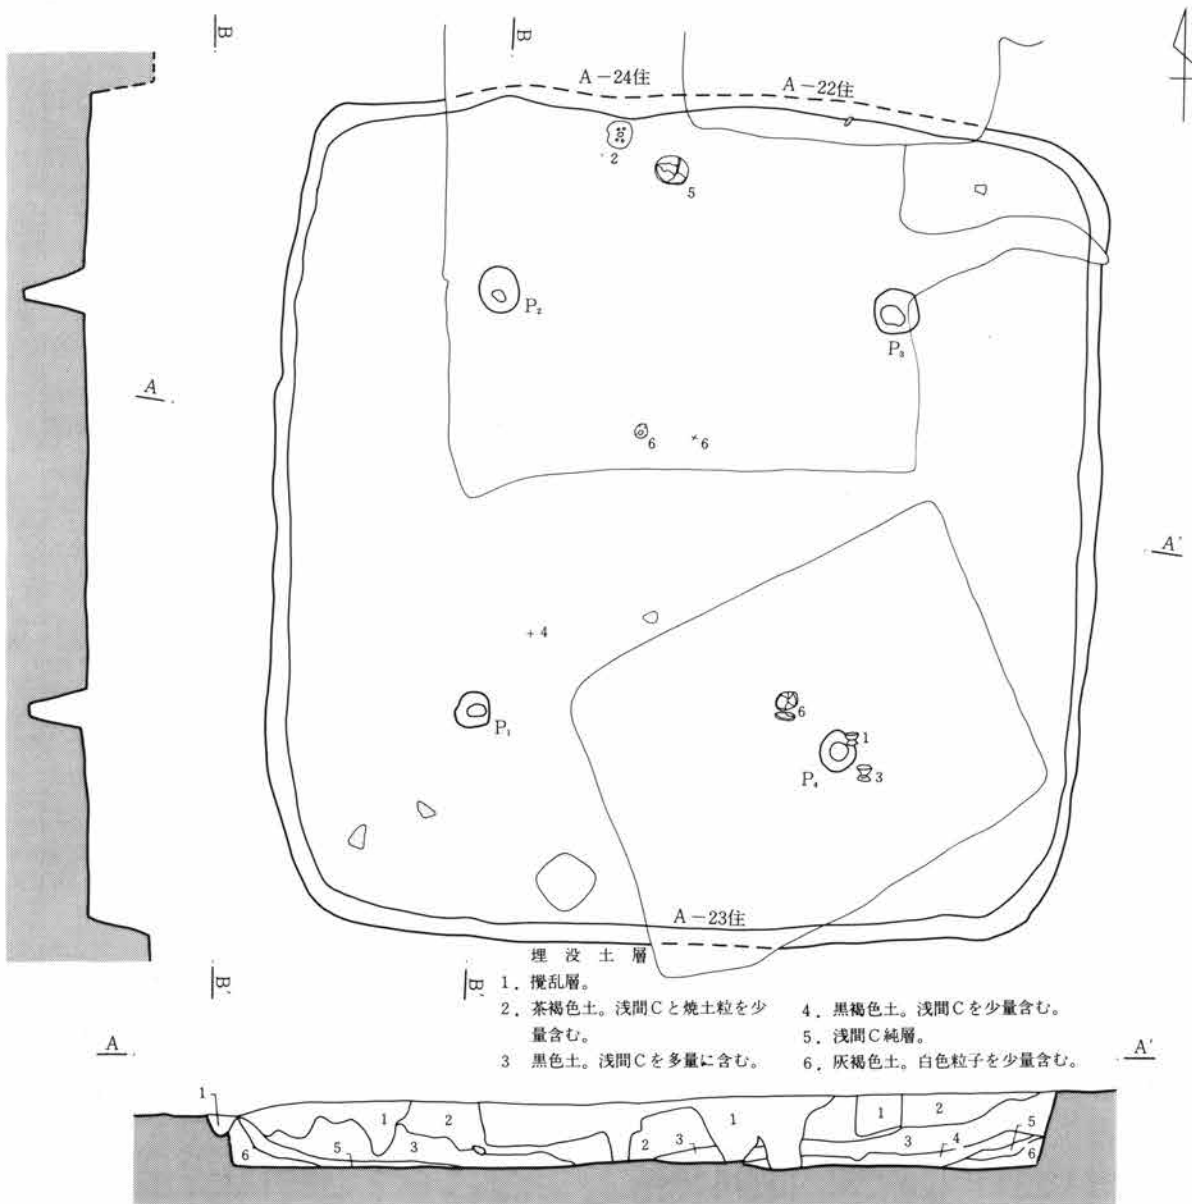 B
B
A-24住
A-22住
2
5
P₂
P₃
A
6
6
A'
4
6
P₁
1
P₄
3
A-23住
埋没土層
B'
B'
1．攪乱層。
2．茶褐色土。浅間Cと焼土粒を少
量含む。
3 黒色土。浅間Cを多量に含む。
4．黒褐色土。浅間Cを少量含む。
5．浅間C純層。
6．灰褐色土。白色粒子を少量含む。
A
A'
1
1
2
1
1
2
5
6
5
3
2
3
3
4
6